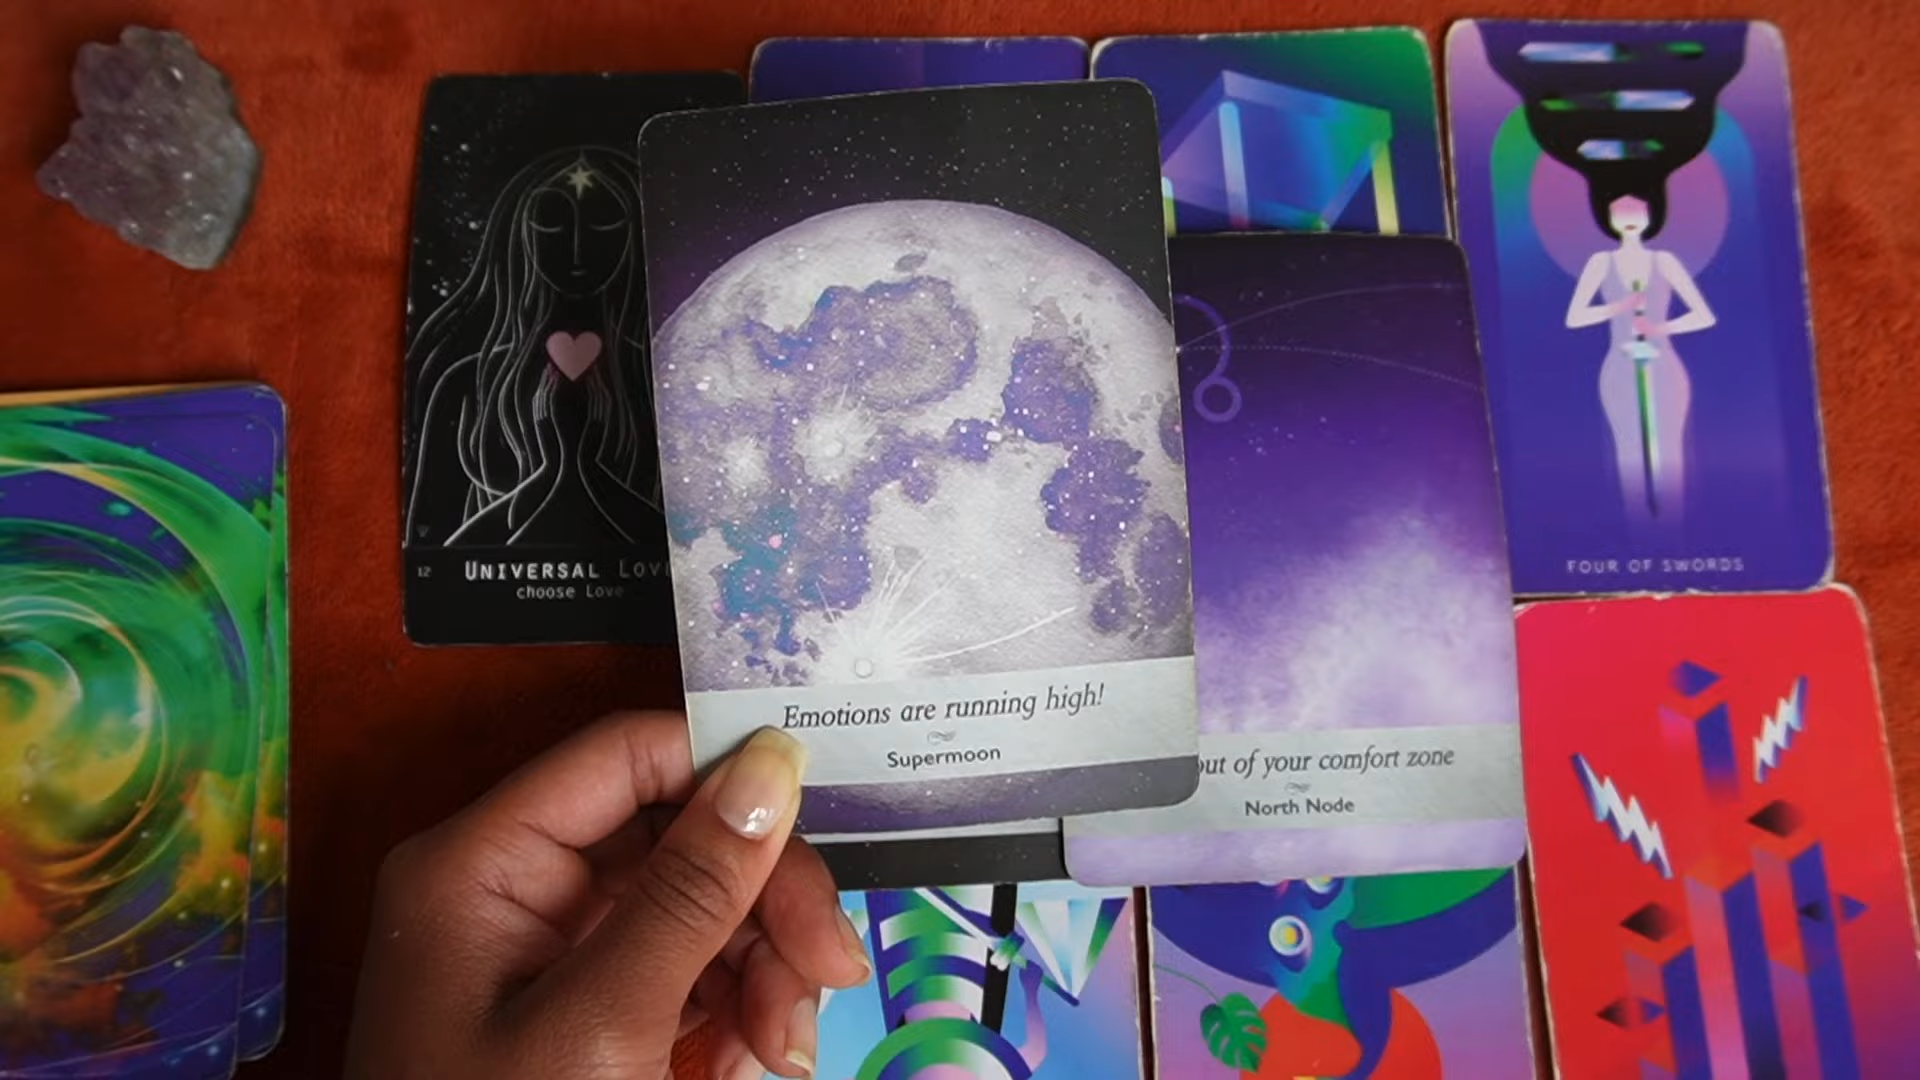 12
UNIVERSAL LOVE
choose Love
Emotions are running high!
Supermoon
out of your comfort zone
North Node
FOUR OF SWORDS